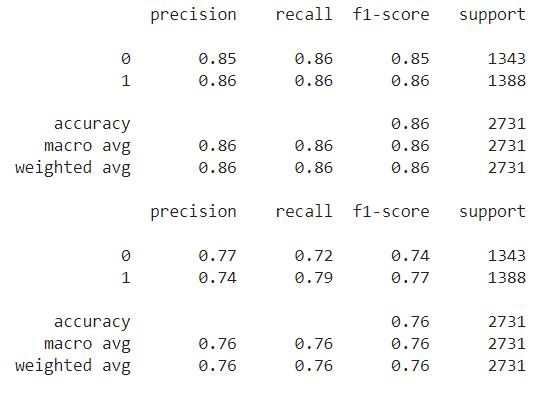 precision recall f1-score support
0 0.85 0.86 0.85 1343
1 0.86 0.86 0.86 1388
accuracy 0.86 2731
macro avg 0.86 0.86 0.86 2731
weighted avg 0.86 0.86 0.86 2731
precision recall f1-score support
0 0.77 0.72 0.74 1343
1 0.74 0.79 0.77 1388
accuracy 0.76 2731
macro avg 0.76 0.76 0.76 2731
weighted avg 0.76 0.76 0.76 2731